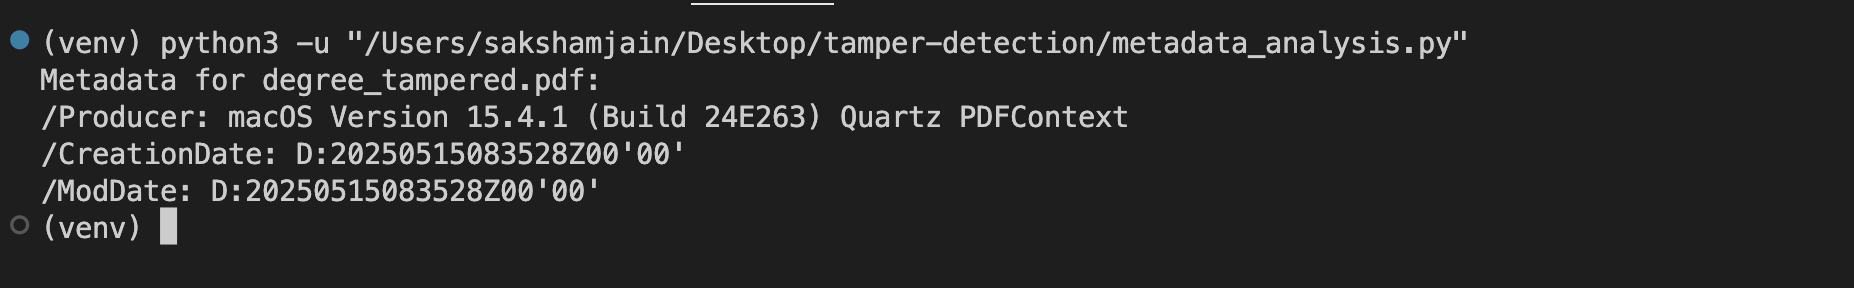 (venv) python3 -u "/Users/sakshamjain/Desktop/tamper-detection/metadata_analysis.py"
Metadata for degree_tampered.pdf:
/Producer: macOS Version 15.4.1 (Build 24E263) Quartz PDFContext
/CreationDate: D:20250515083528Z00'00'
/ModDate: D:20250515083528Z00'00'
(venv)